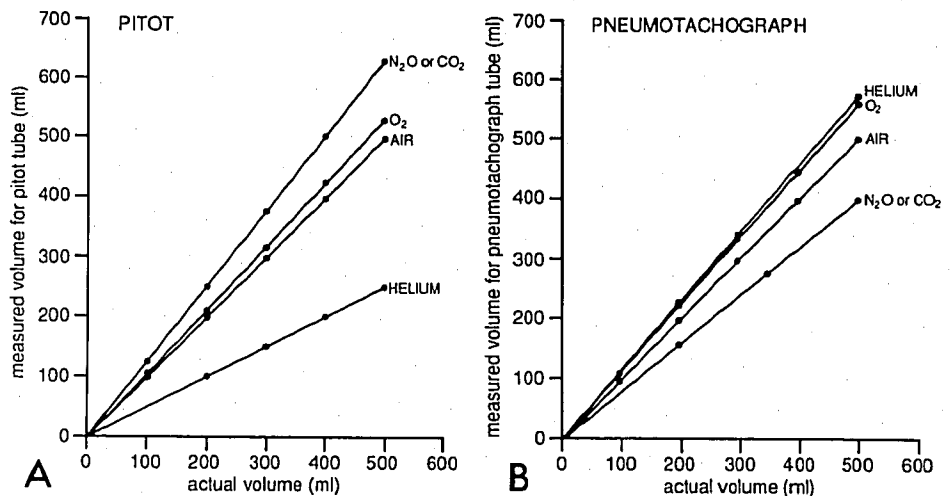 PITOT
measured volume for pitot tube (ml)
700
600
500
400
300
200
100
0
N₂O or CO₂
O₂
AIR
HELIUM
0 100 200 300 400 500 600
actual volume (ml)
A
PNEUMOTACHOGRAPH
measured volume for pneumotachograph tube (ml)
700
600
500
400
300
200
100
0
HELIUM
O₂
AIR
N₂O or CO₂
0 100 200 300 400 500 600
actual volume (ml)
B